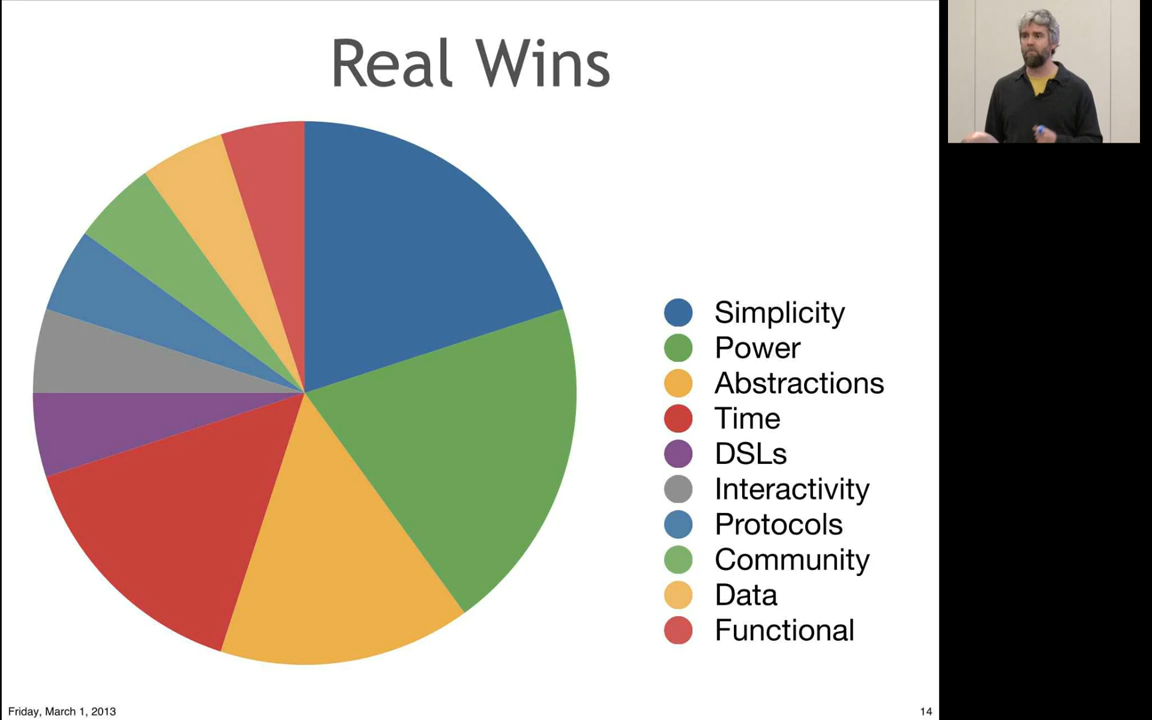 Real Wins
Simplicity
Power
Abstractions
Time
DSLs
Interactivity
Protocols
Community
Data
Functional
Friday, March 1, 2013
14